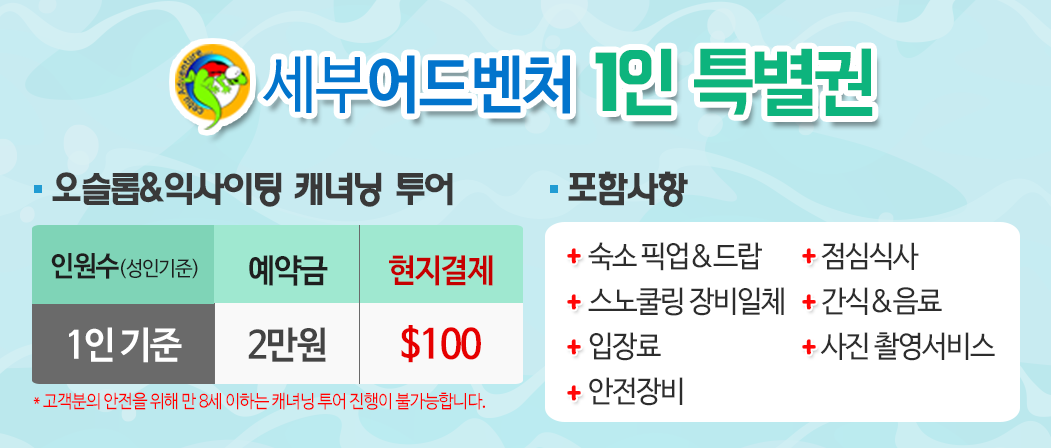 Cebu Adventure
세부어드벤처 1인 특별권
오슬롭&익사이팅 캐녀닝 투어
인원수(성인기준) 예약금 현지결제
1인 기준 2만원 $100
* 고객분의 안전을 위해 만 8세 이하는 캐녀닝 투어 진행이 불가능합니다.
포함사항
+ 숙소 픽업&드랍
+ 스노쿨링 장비일체
+ 입장료
+ 안전장비
+ 점심식사
+ 간식&음료
+ 사진 촬영서비스